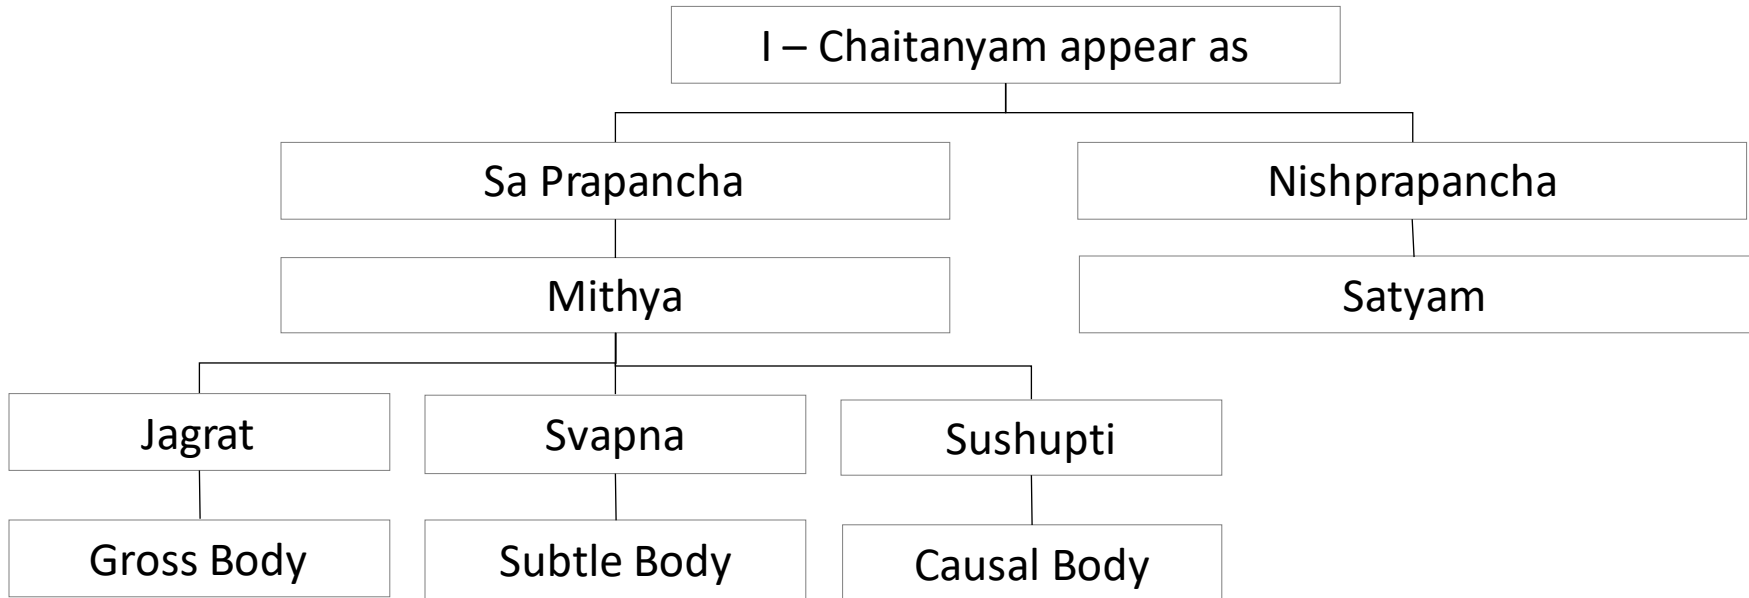 I – Chaitanyam appear as
Sa Prapancha
Nishprapancha
Mithya
Satyam
Jagrat
Svapna
Sushupti
Gross Body
Subtle Body
Causal Body